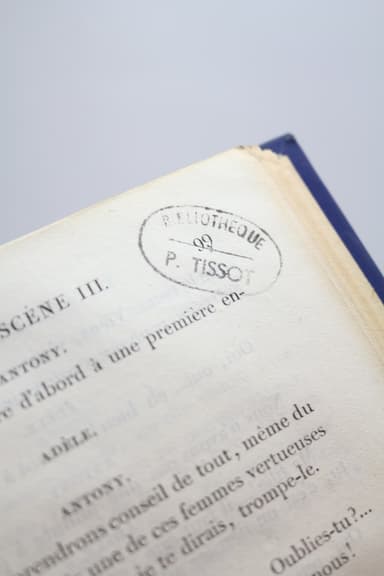 BIBLIOTHEQUE
99
P. TISSOT
SCÈNE III.
ANTONY.
d'abord à une première en-
ADÈLE.
ANTONY.
prendrons conseil de tout, même du
une de ces femmes vertueuses
je te dirais, trompe-le.
Oublies-tu?...